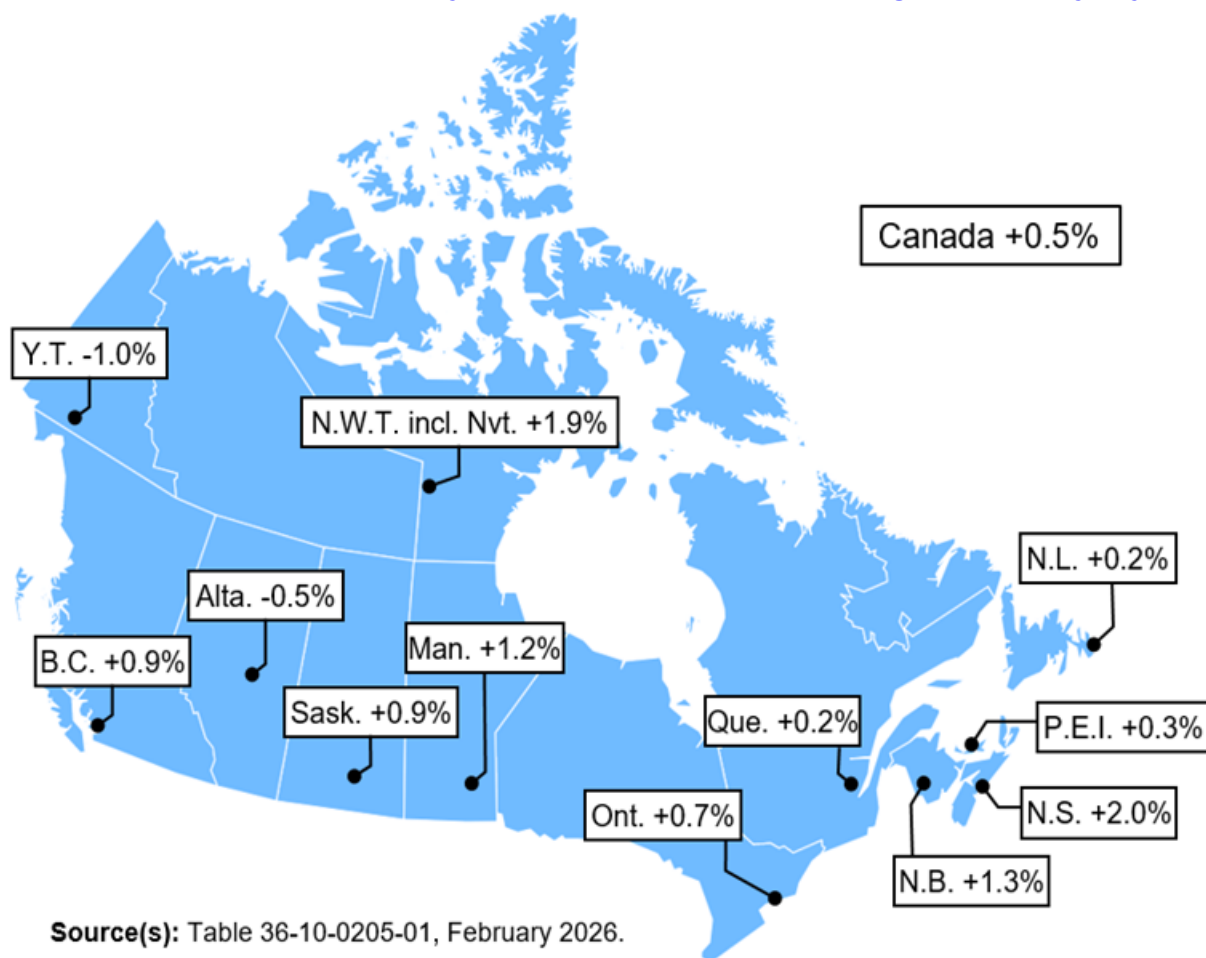 Canada +0.5%
Y.T. -1.0%
N.W.T. incl. Nvt. +1.9%
N.L. +0.2%
Alta. -0.5%
Man. +1.2%
B.C. +0.9%
Sask. +0.9%
Que. +0.2%
P.E.I. +0.3%
Ont. +0.7%
N.S. +2.0%
N.B. +1.3%
Source(s): Table 36-10-0205-01, February 2026.